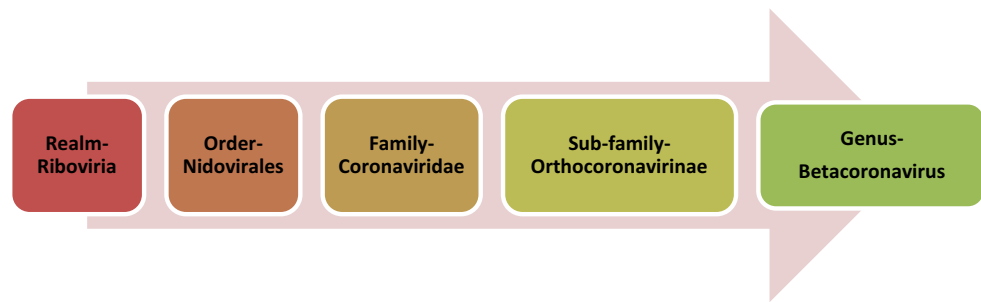 Realm-
Riboviria
Order-
Nidovirales
Family-
Coronaviridae
Sub-family-
Orthocoronavirinae
Genus-
Betacoronavirus